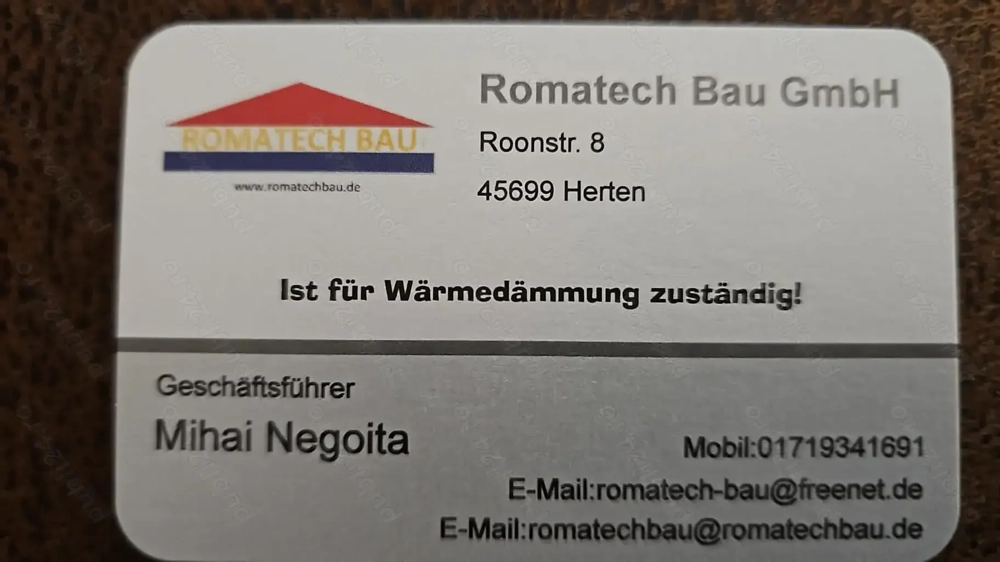 ROMATECH BAU
www.romatechbau.de
Romatech Bau GmbH
Roonstr. 8
45699 Herten
Ist für Wärmedämmung zuständig!
Geschäftsführer
Mihai Negoita
Mobil:01719341691
E-Mail:romatech-bau@freenet.de
E-Mail:romatechbau@romatechbau.de